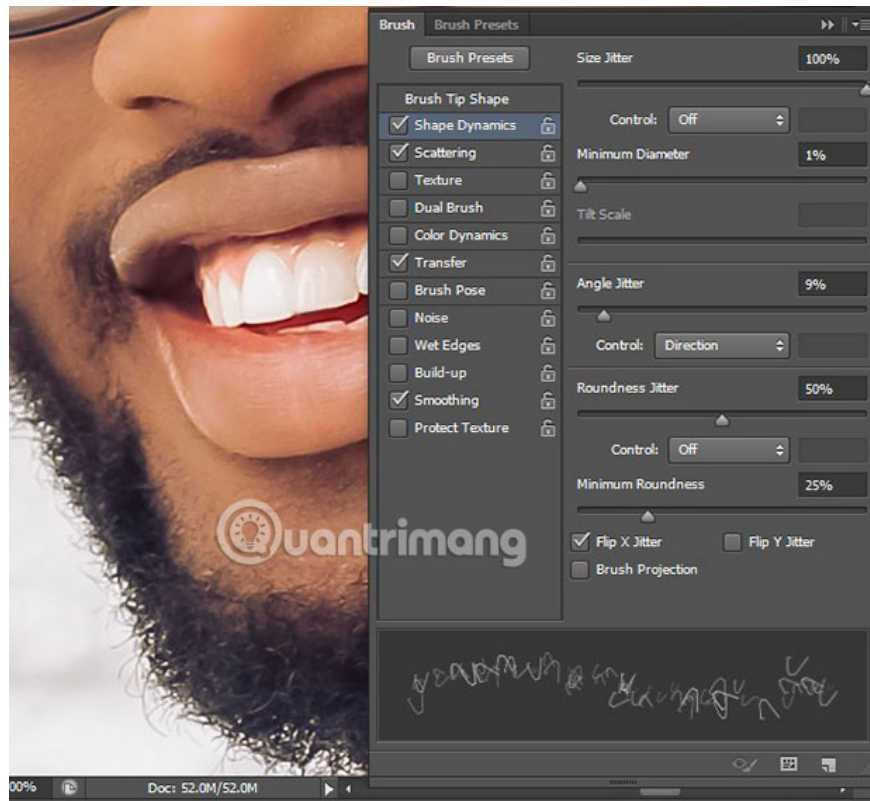 Brush Brush Presets
Brush Presets
Brush Tip Shape
Shape Dynamics
Scattering
Texture
Dual Brush
Color Dynamics
Transfer
Brush Pose
Noise
Wet Edges
Build-up
Smoothing
Protect Texture
Size Jitter 100%
Control: Off
Minimum Diameter 1%
Tilt Scale
Angle Jitter 9%
Control: Direction
Roundness Jitter 50%
Control: Off
Minimum Roundness 25%
Flip X Jitter Flip Y Jitter
Brush Projection
Quantrimang
00% Doc: 52.0M/52.0M